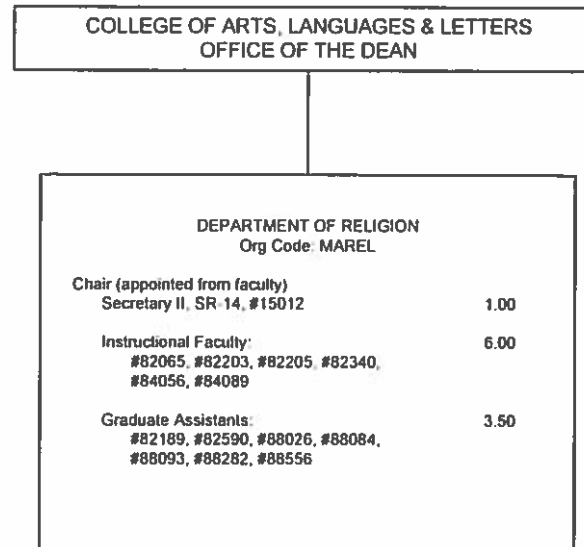 COLLEGE OF ARTS, LANGUAGES & LETTERS
OFFICE OF THE DEAN
DEPARTMENT OF RELIGION
Org Code: MAREL
Chair (appointed from faculty)
Secretary II, SR-14, #15012 1.00
Instructional Faculty: 6.00
#82065, #82203, #82205, #82340,
#84056, #84089
Graduate Assistants: 3.50
#82189, #82590, #88026, #88084,
#88093, #88282, #88556